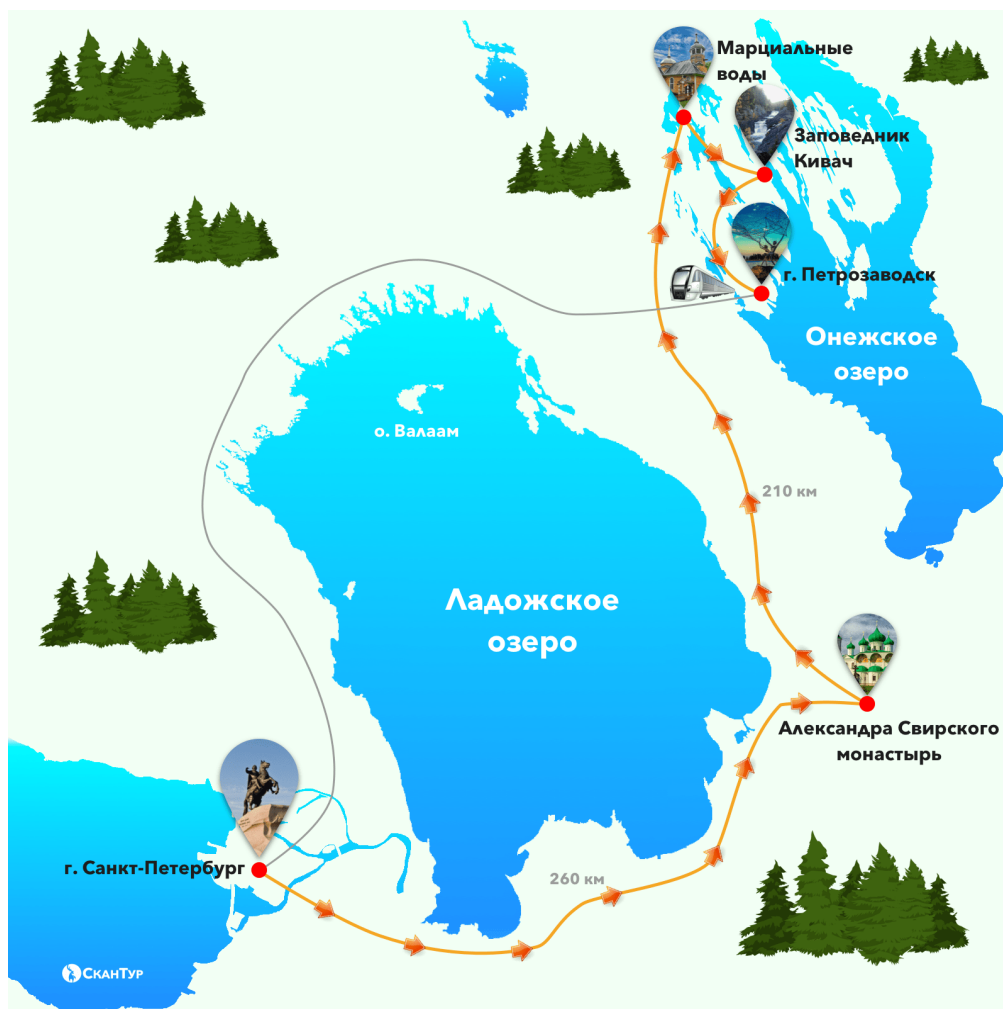 Марциальные
воды
Заповедник
Кивач
г. Петрозаводск
Онежское
озеро
о. Валаам
210 км
Ладожское
озеро
Александра Свирского
монастырь
г. Санкт-Петербург
260 км
СканТур